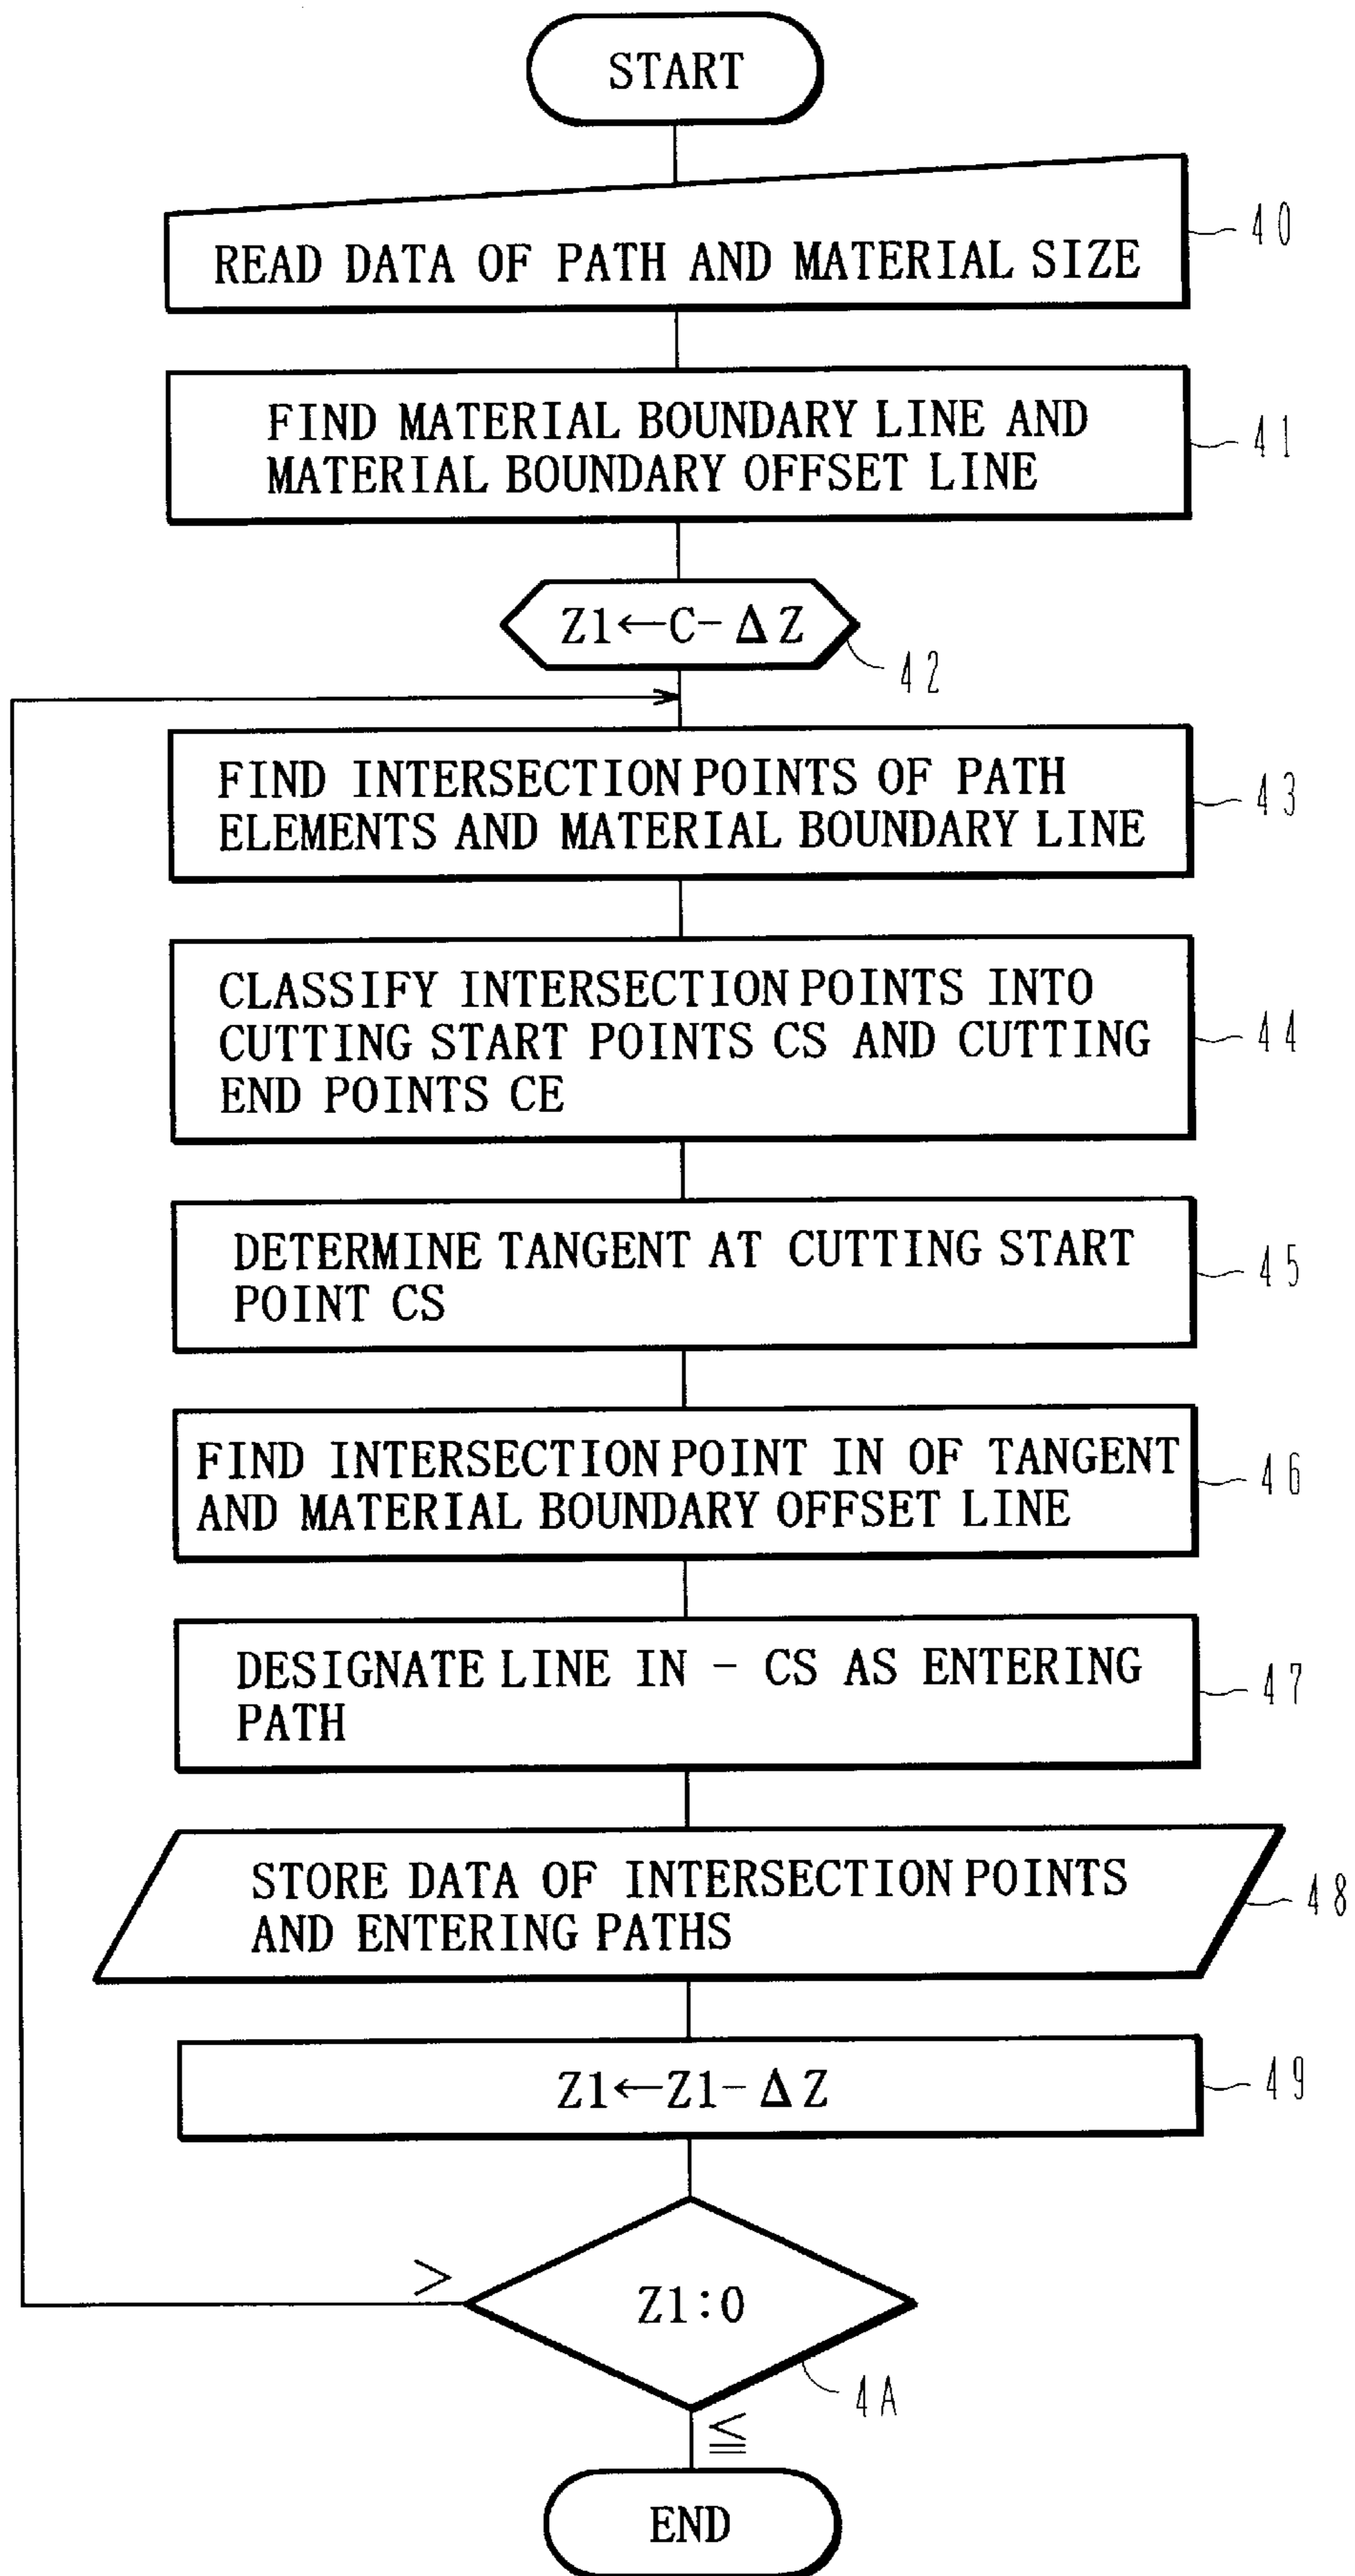 START
READ DATA OF PATH AND MATERIAL SIZE
40
FIND MATERIAL BOUNDARY LINE AND
MATERIAL BOUNDARY OFFSET LINE
41
Z1←C-ΔZ
42
FIND INTERSECTION POINTS OF PATH
ELEMENTS AND MATERIAL BOUNDARY LINE
43
CLASSIFY INTERSECTION POINTS INTO
CUTTING START POINTS CS AND CUTTING
END POINTS CE
44
DETERMINE TANGENT AT CUTTING START
POINT CS
45
FIND INTERSECTION POINT IN OF TANGENT
AND MATERIAL BOUNDARY OFFSET LINE
46
DESIGNATE LINE IN - CS AS ENTERING
PATH
47
STORE DATA OF INTERSECTION POINTS
AND ENTERING PATHS
48
Z1←Z1-ΔZ
49
>
Z1:0
4A
≦
END